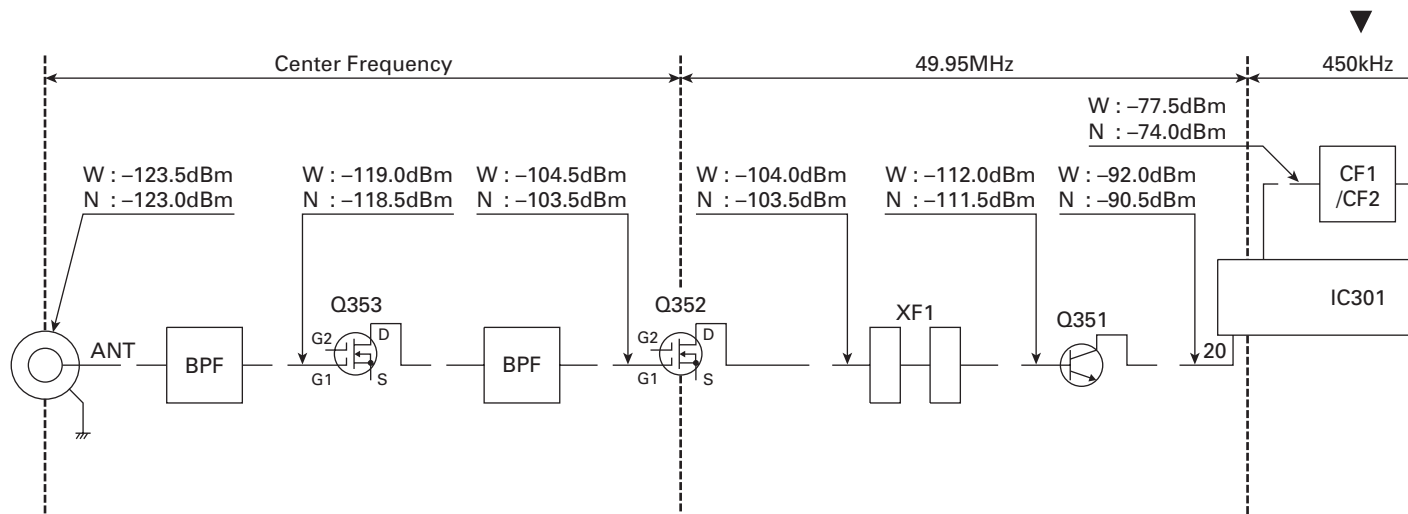 Center Frequency
49.95MHz
450kHz
W : –77.5dBm
N : –74.0dBm
W : –123.5dBm
N : –123.0dBm
W : –119.0dBm
N : –118.5dBm
W : –104.5dBm
N : –103.5dBm
W : –104.0dBm
N : –103.5dBm
W : –112.0dBm
N : –111.5dBm
W : –92.0dBm
N : –90.5dBm
CF1
/CF2
ANT
BPF
Q353
G2
G1
D
S
BPF
Q352
G2
G1
D
S
XF1
Q351
20
IC301